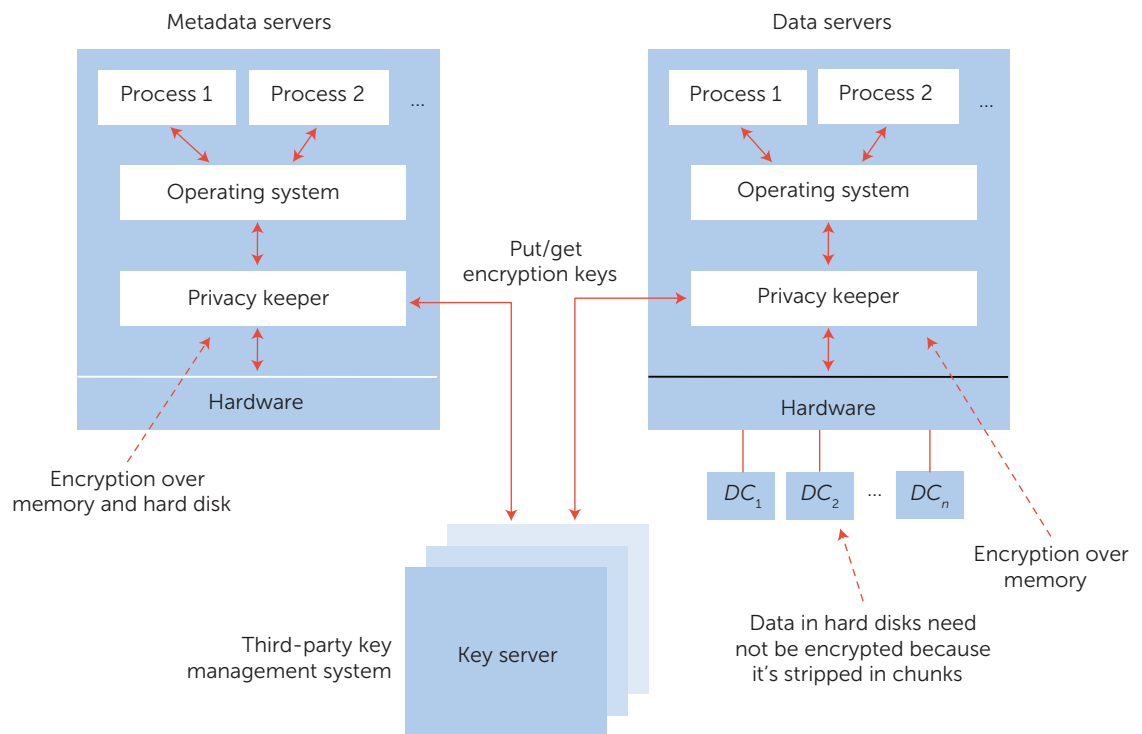 Metadata servers
Process 1
Process 2
...
Operating system
Privacy keeper
Hardware
Encryption over
memory and hard disk
Put/get
encryption keys
Data servers
Process 1
Process 2
...
Operating system
Privacy keeper
Hardware
DC1
DC2
...
DCn
Encryption over
memory
Data in hard disks need
not be encrypted because
it’s stripped in chunks
Third-party key
management system
Key server